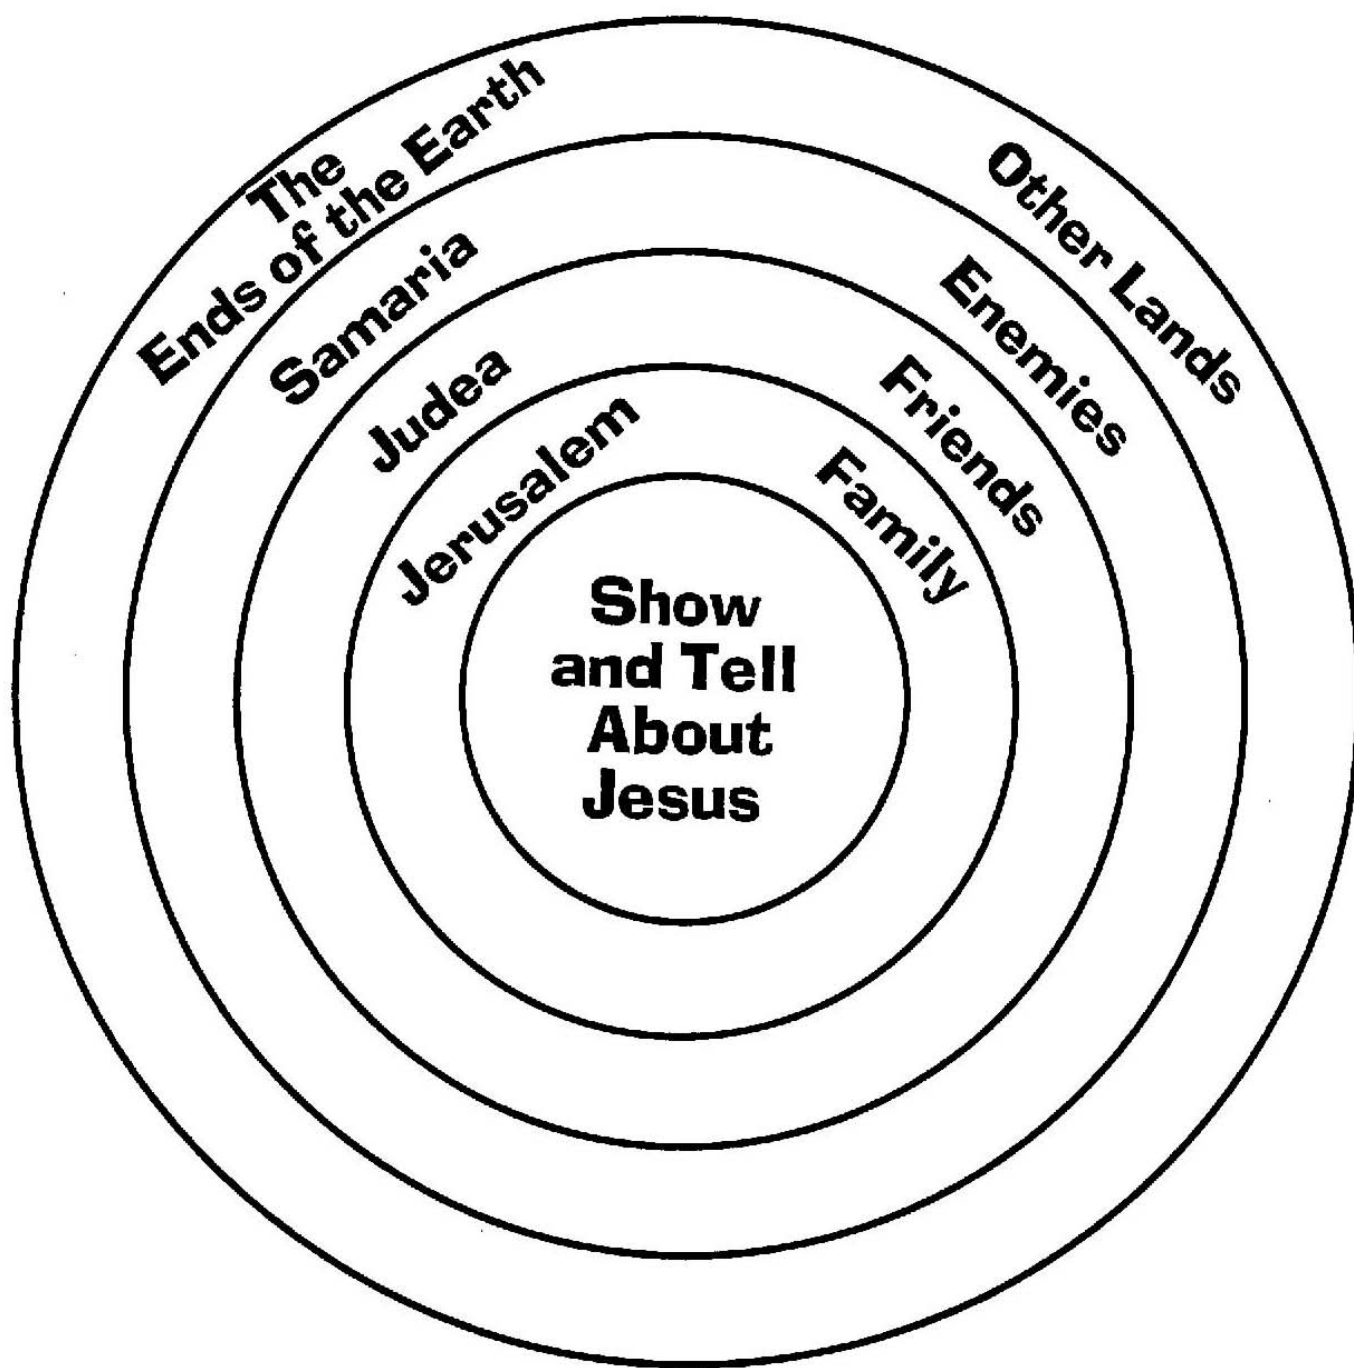 The
Ends of the Earth
Other Lands
Samaria
Enemies
Judea
Friends
Jerusalem
Family
Show
and Tell
About
Jesus